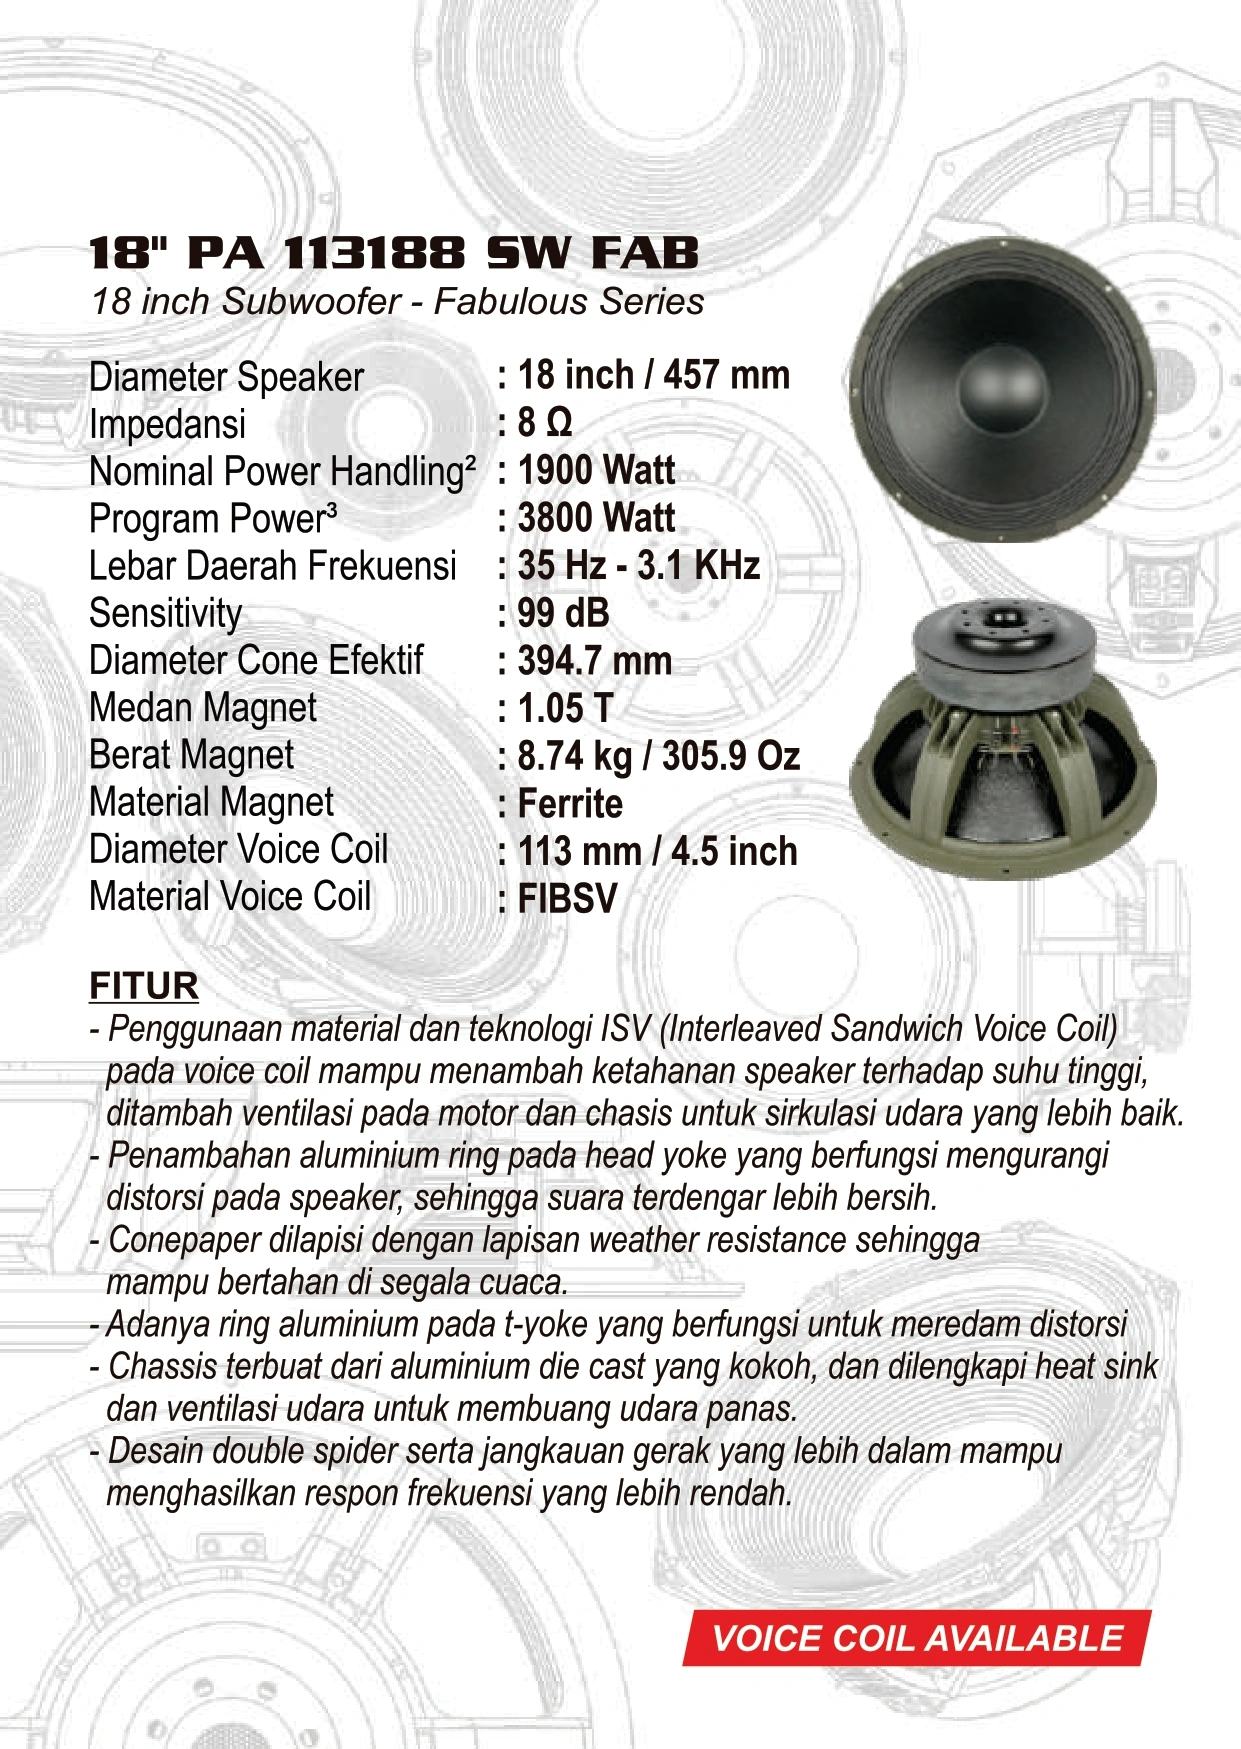 18" PA 113188 SW FAB
18 inch Subwoofer - Fabulous Series
Diameter Speaker : 18 inch / 457 mm
Impedansi : 8 Ω
Nominal Power Handling² : 1900 Watt
Program Power³ : 3800 Watt
Lebar Daerah Frekuensi : 35 Hz - 3.1 KHz
Sensitivity : 99 dB
Diameter Cone Efektif : 394.7 mm
Medan Magnet : 1.05 T
Berat Magnet : 8.74 kg / 305.9 Oz
Material Magnet : Ferrite
Diameter Voice Coil : 113 mm / 4.5 inch
Material Voice Coil : FIBSV
FITUR
- Penggunaan material dan teknologi ISV (Interleaved Sandwich Voice Coil)
pada voice coil mampu menambah ketahanan speaker terhadap suhu tinggi,
ditambah ventilasi pada motor dan chasis untuk sirkulasi udara yang lebih baik.
- Penambahan aluminium ring pada head yoke yang berfungsi mengurangi
distorsi pada speaker, sehingga suara terdengar lebih bersih.
- Conepaper dilapisi dengan lapisan weather resistance sehingga
mampu bertahan di segala cuaca.
- Adanya ring aluminium pada t-yoke yang berfungsi untuk meredam distorsi
- Chassis terbuat dari aluminium die cast yang kokoh, dan dilengkapi heat sink
dan ventilasi udara untuk membuang udara panas.
- Desain double spider serta jangkauan gerak yang lebih dalam mampu
menghasilkan respon frekuensi yang lebih rendah.
VOICE COIL AVAILABLE